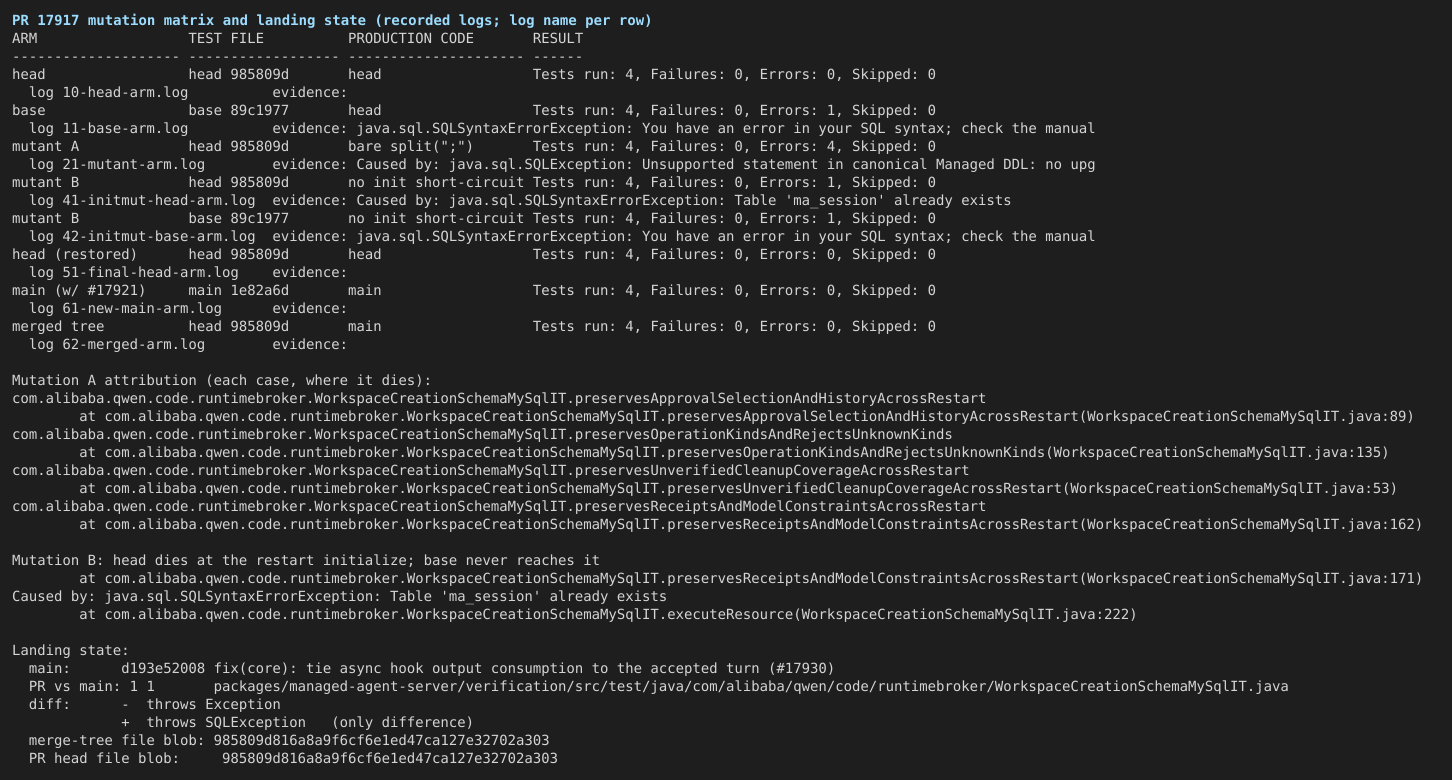 PR 17917 mutation matrix and landing state (recorded logs; log name per row)
ARM                  TEST FILE          PRODUCTION CODE       RESULT
-------------------- ------------------ --------------------- ------
head                 head 985809d       head                  Tests run: 4, Failures: 0, Errors: 0, Skipped: 0
  log 10-head-arm.log          evidence:
base                 base 89c1977       head                  Tests run: 4, Failures: 0, Errors: 1, Skipped: 0
  log 11-base-arm.log          evidence: java.sql.SQLSyntaxErrorException: You have an error in your SQL syntax; check the manual
mutant A             head 985809d       bare split(";")       Tests run: 4, Failures: 0, Errors: 4, Skipped: 0
  log 21-mutant-arm.log        evidence: Caused by: java.sql.SQLException: Unsupported statement in canonical Managed DDL: no upg
mutant B             head 985809d       no init short-circuit Tests run: 4, Failures: 0, Errors: 1, Skipped: 0
  log 41-initmut-head-arm.log  evidence: Caused by: java.sql.SQLSyntaxErrorException: Table 'ma_session' already exists
mutant B             base 89c1977       no init short-circuit Tests run: 4, Failures: 0, Errors: 1, Skipped: 0
  log 42-initmut-base-arm.log  evidence: java.sql.SQLSyntaxErrorException: You have an error in your SQL syntax; check the manual
head (restored)      head 985809d       head                  Tests run: 4, Failures: 0, Errors: 0, Skipped: 0
  log 51-final-head-arm.log    evidence:
main (w/ #17921)     main 1e82a6d       main                  Tests run: 4, Failures: 0, Errors: 0, Skipped: 0
  log 61-new-main-arm.log      evidence:
merged tree          head 985809d       main                  Tests run: 4, Failures: 0, Errors: 0, Skipped: 0
  log 62-merged-arm.log        evidence:

Mutation A attribution (each case, where it dies):
com.alibaba.qwen.code.runtimebroker.WorkspaceCreationSchemaMySqlIT.preservesApprovalSelectionAndHistoryAcrossRestart
        at com.alibaba.qwen.code.runtimebroker.WorkspaceCreationSchemaMySqlIT.preservesApprovalSelectionAndHistoryAcrossRestart(WorkspaceCreationSchemaMySqlIT.java:89)
com.alibaba.qwen.code.runtimebroker.WorkspaceCreationSchemaMySqlIT.preservesOperationKindsAndRejectsUnknownKinds
        at com.alibaba.qwen.code.runtimebroker.WorkspaceCreationSchemaMySqlIT.preservesOperationKindsAndRejectsUnknownKinds(WorkspaceCreationSchemaMySqlIT.java:135)
com.alibaba.qwen.code.runtimebroker.WorkspaceCreationSchemaMySqlIT.preservesUnverifiedCleanupCoverageAcrossRestart
        at com.alibaba.qwen.code.runtimebroker.WorkspaceCreationSchemaMySqlIT.preservesUnverifiedCleanupCoverageAcrossRestart(WorkspaceCreationSchemaMySqlIT.java:53)
com.alibaba.qwen.code.runtimebroker.WorkspaceCreationSchemaMySqlIT.preservesReceiptsAndModelConstraintsAcrossRestart
        at com.alibaba.qwen.code.runtimebroker.WorkspaceCreationSchemaMySqlIT.preservesReceiptsAndModelConstraintsAcrossRestart(WorkspaceCreationSchemaMySqlIT.java:162)

Mutation B: head dies at the restart initialize; base never reaches it
        at com.alibaba.qwen.code.runtimebroker.WorkspaceCreationSchemaMySqlIT.preservesReceiptsAndModelConstraintsAcrossRestart(WorkspaceCreationSchemaMySqlIT.java:171)
Caused by: java.sql.SQLSyntaxErrorException: Table 'ma_session' already exists
        at com.alibaba.qwen.code.runtimebroker.WorkspaceCreationSchemaMySqlIT.executeResource(WorkspaceCreationSchemaMySqlIT.java:222)

Landing state:
  main:      d193e52008 fix(core): tie async hook output consumption to the accepted turn (#17930)
  PR vs main: 1 1       packages/managed-agent-server/verification/src/test/java/com/alibaba/qwen/code/runtimebroker/WorkspaceCreationSchemaMySqlIT.java
  diff:      -  throws Exception
             +  throws SQLException   (only difference)
  merge-tree file blob: 985809d816a8a9f6cf6e1ed47ca127e32702a303
  PR head file blob:     985809d816a8a9f6cf6e1ed47ca127e32702a303